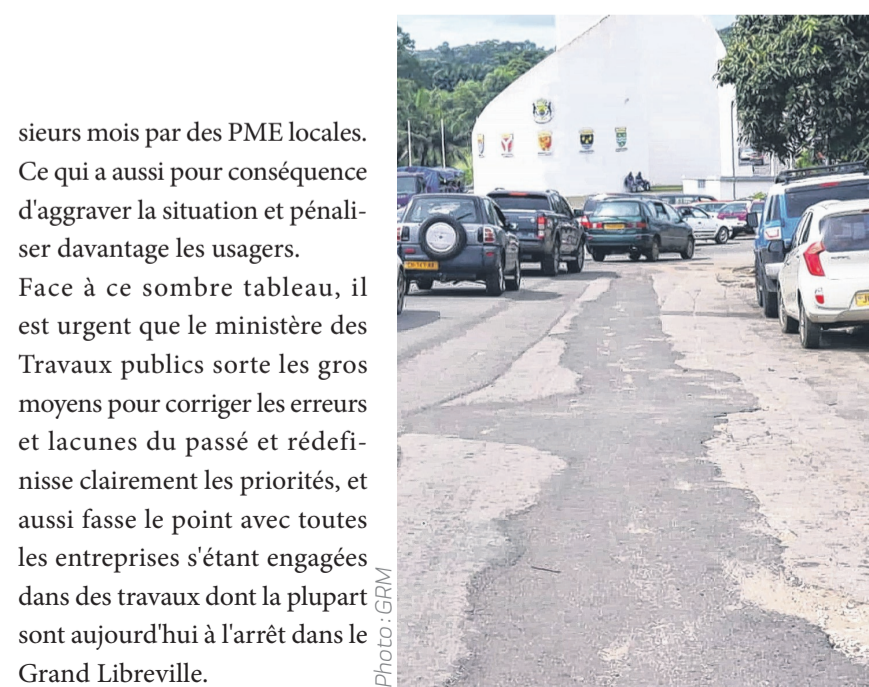 sieurs mois par des PME locales.
Ce qui a aussi pour conséquence
d'aggraver la situation et pénali-
ser davantage les usagers.
Face à ce sombre tableau, il
est urgent que le ministère des
Travaux publics sorte les gros
moyens pour corriger les erreurs
et lacunes du passé et rédefi-
nisse clairement les priorités, et
aussi fasse le point avec toutes
les entreprises s'étant engagées
dans des travaux dont la plupart
sont aujourd'hui à l'arrêt dans le
Grand Libreville.
Photo : GRM